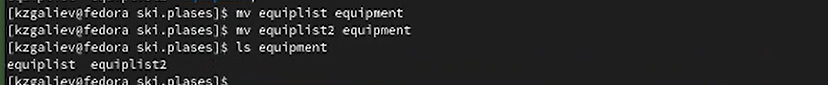 [kzgaliev@fedora ski.plases]$ mv equiplist equipment
[kzgaliev@fedora ski.plases]$ mv equiplist2 equipment
[kzgaliev@fedora ski.plases]$ ls equipment
equiplist  equiplist2
[kzgaliev@fedora ski.plases]$